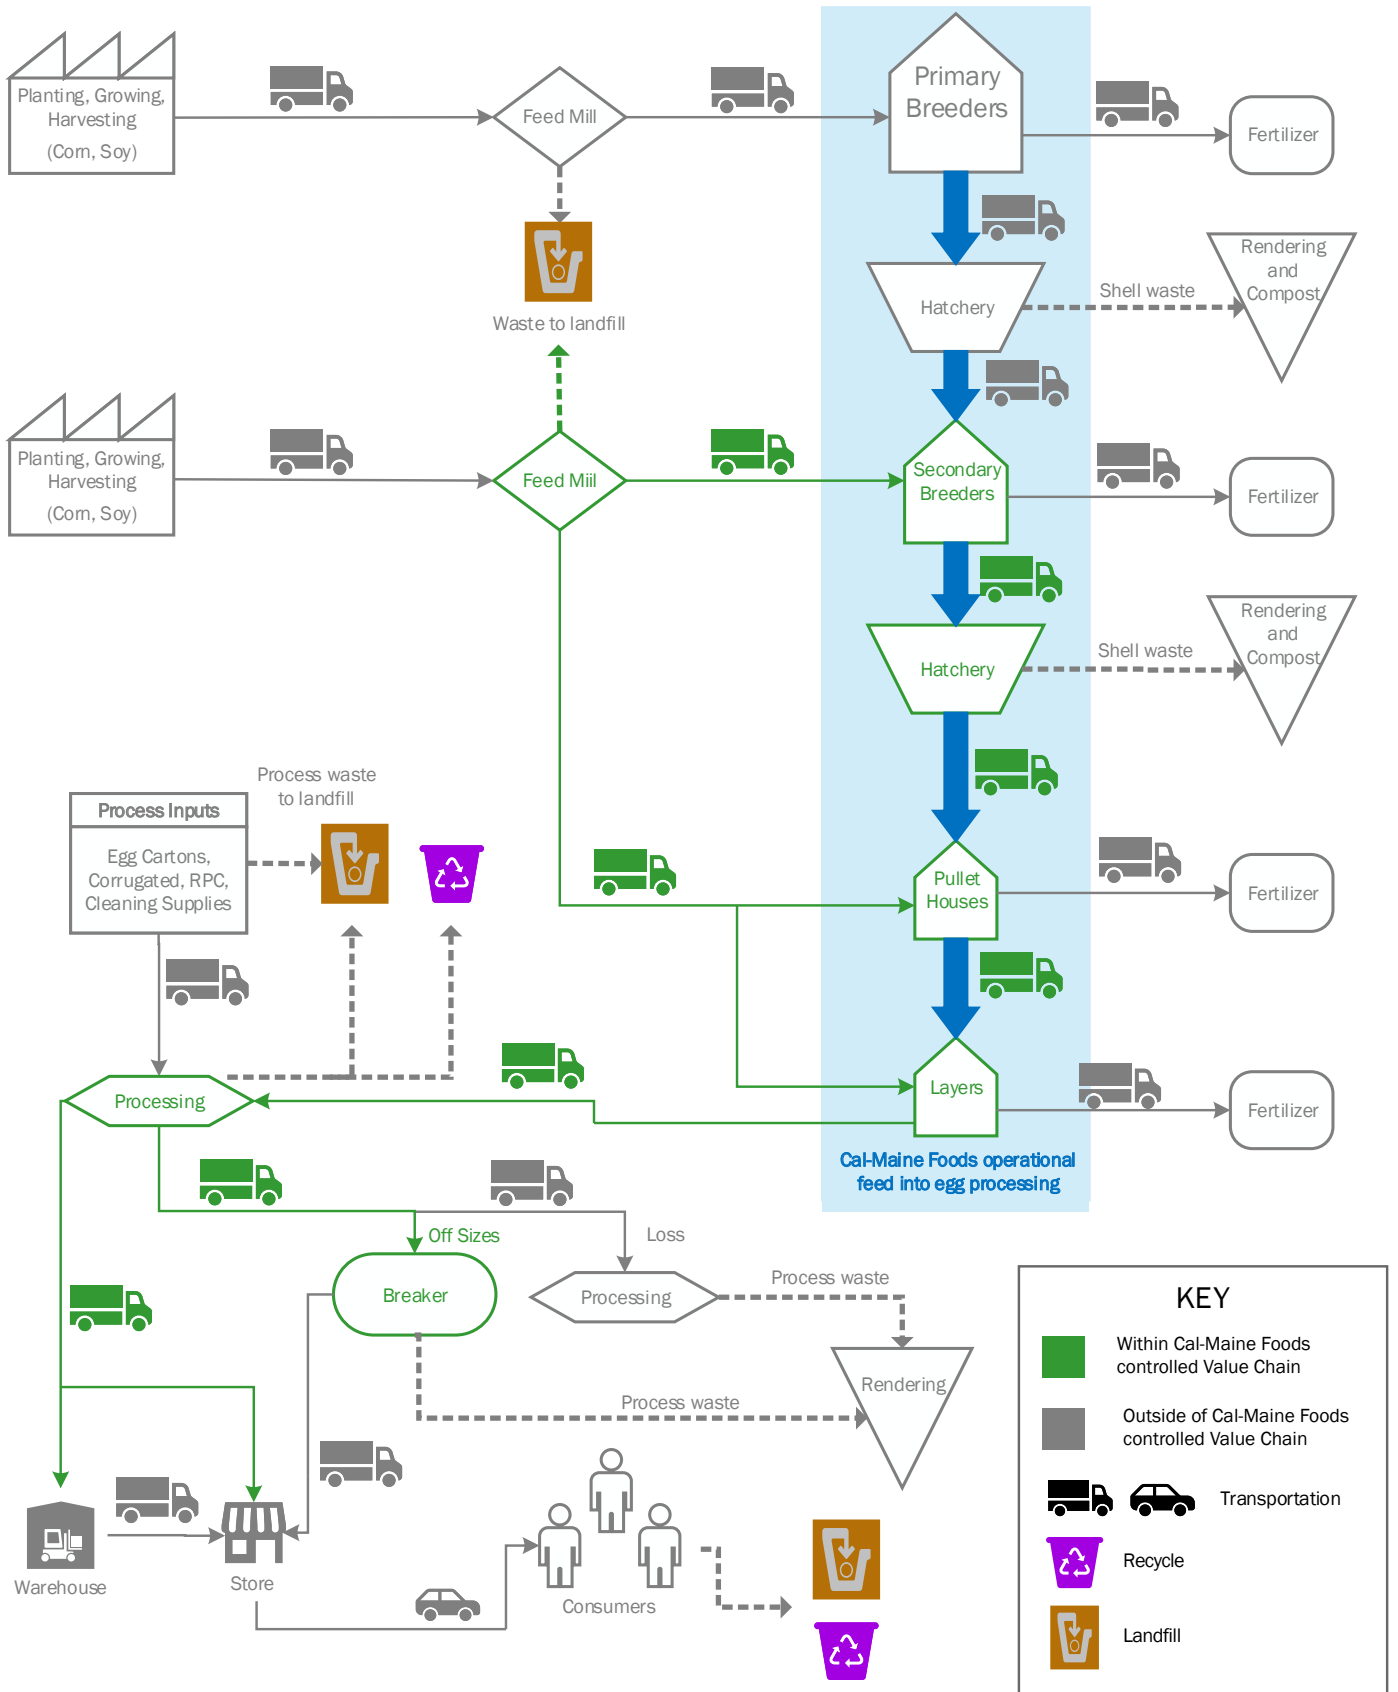 Planting, Growing,
Harvesting
(Corn, Soy)
Feed Mill
Primary
Breeders
Fertilizer
Waste to landfill
Hatchery
Shell waste
Rendering
and
Compost
Planting, Growing,
Harvesting
(Corn, Soy)
Feed Miil
Secondary
Breeders
Fertilizer
Hatchery
Shell waste
Rendering
and
Compost
Process Inputs
Egg Cartons,
Corrugated, RPC,
Cleaning Supplies
Process waste
to landfill
Pullet
Houses
Fertilizer
Processing
Layers
Fertilizer
Cal-Maine Foods operational
feed into egg processing
Off Sizes
Loss
Breaker
Processing
Process waste
Process waste
Rendering
Warehouse
Store
Consumers
KEY
Within Cal-Maine Foods
controlled Value Chain
Outside of Cal-Maine Foods
controlled Value Chain
Transportation
Recycle
Landfill